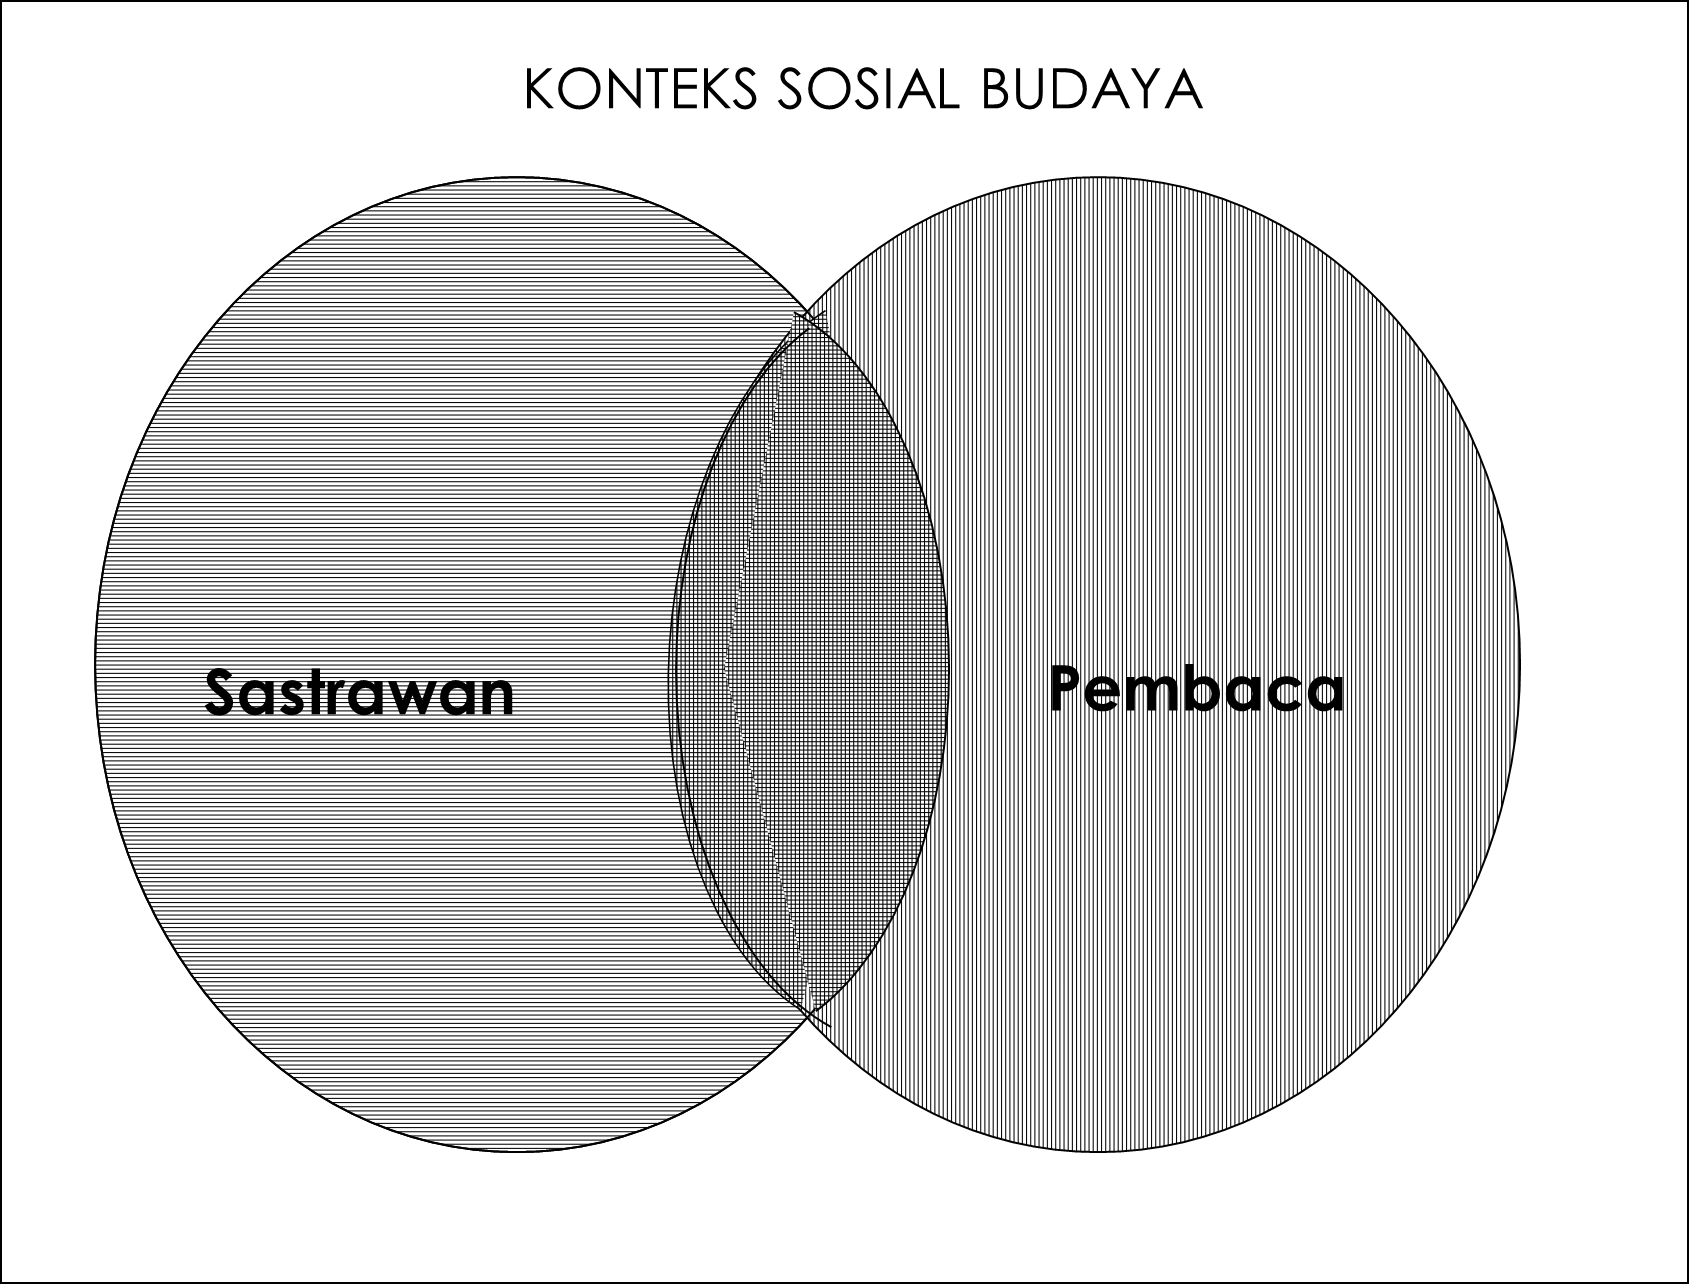 KONTEKS SOSIAL BUDAYA
Sastrawan
Pembaca